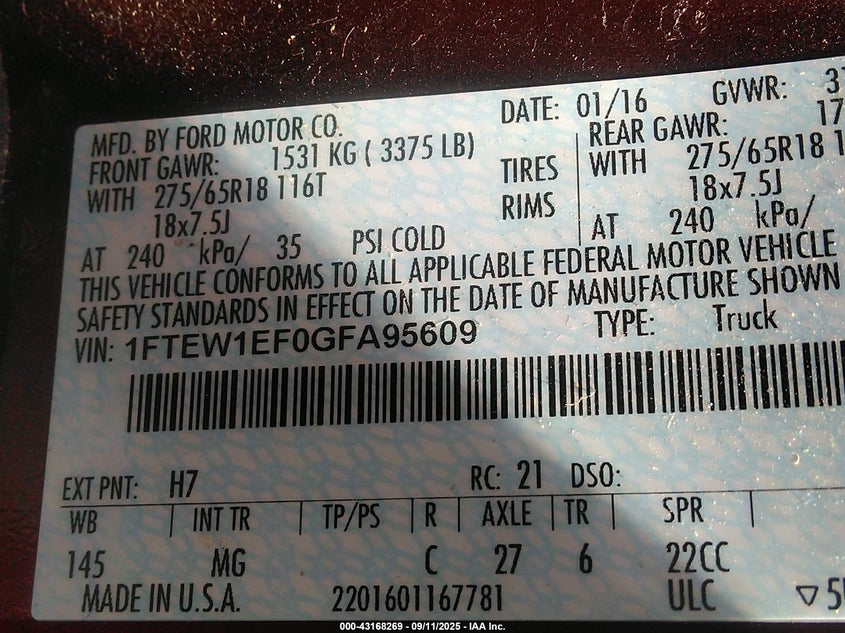 DATE: 01/16 GVWR: 31
MFD. BY FORD MOTOR CO.
FRONT GAWR: 1531 KG ( 3375 LB) REAR GAWR: 17
WITH 275/65R18 116T TIRES WITH 275/65R18 1
18x7.5J RIMS 18x7.5J
AT 240 kPa/ 35 PSI COLD AT 240 kPa/
THIS VEHICLE CONFORMS TO ALL APPLICABLE FEDERAL MOTOR VEHICLE
SAFETY STANDARDS IN EFFECT ON THE DATE OF MANUFACTURE SHOWN
VIN: 1FTEW1EF0GFA95609 TYPE: Truck
EXT PNT: H7 RC: 21 DSO:
WB INT TR TP/PS R AXLE TR SPR
145 MG C 27 6 22CC
MADE IN U.S.A. 2201601167781 ULC
000-43168269 - 09/11/2025 - IAA Inc.